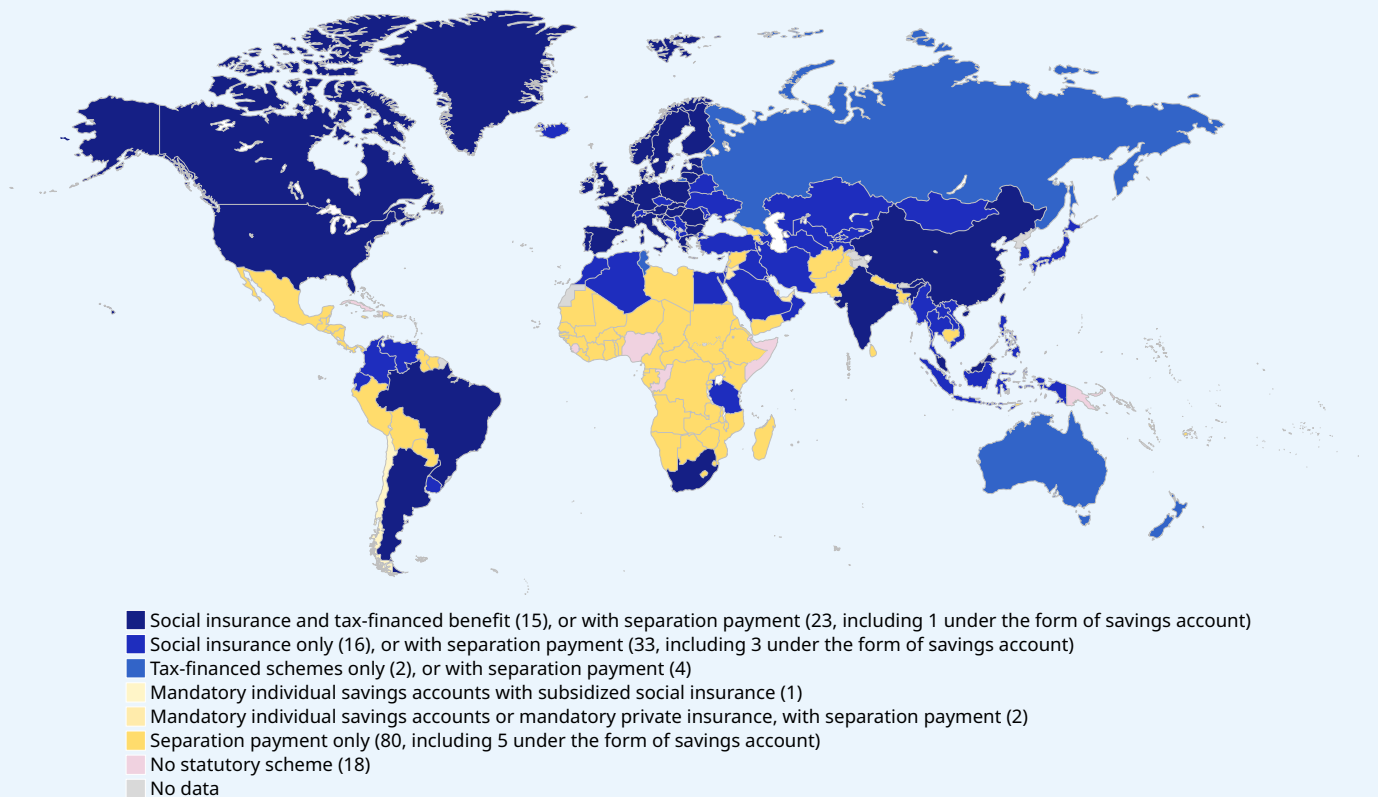 Social insurance and tax-financed benefit (15), or with separation payment (23, including 1 under the form of savings account)
Social insurance only (16), or with separation payment (33, including 3 under the form of savings account)
Tax-financed schemes only (2), or with separation payment (4)
Mandatory individual savings accounts with subsidized social insurance (1)
Mandatory individual savings accounts or mandatory private insurance, with separation payment (2)
Separation payment only (80, including 5 under the form of savings account)
No statutory scheme (18)
No data